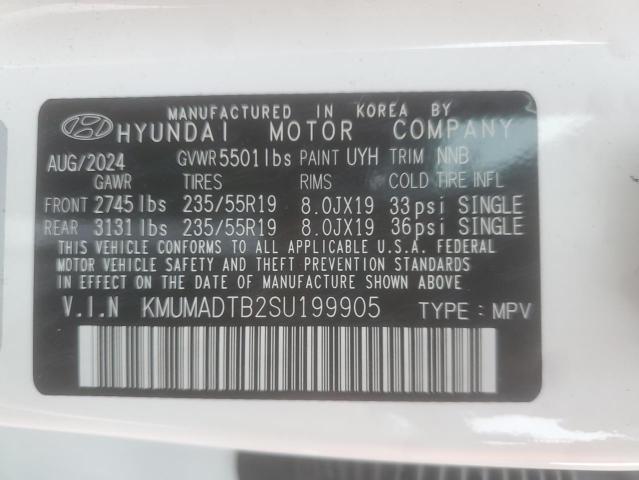 MANUFACTURED IN KOREA BY
HYUNDAI MOTOR COMPANY
AUG/2024 GVWR 5501lbs PAINT UYH TRIM NNB
GAWR TIRES RIMS COLD TIRE INFL
FRONT 2745lbs 235/55R19 8.0JX19 33psi SINGLE
REAR 3131lbs 235/55R19 8.0JX19 36psi SINGLE
THIS VEHICLE CONFORMS TO ALL APPLICABLE U.S.A. FEDERAL
MOTOR VEHICLE SAFETY AND THEFT PREVENTION STANDARDS
IN EFFECT ON THE DATE OF MANUFACTURE SHOWN ABOVE.
V.I.N KMUMADTB2SU199905 TYPE : MPV